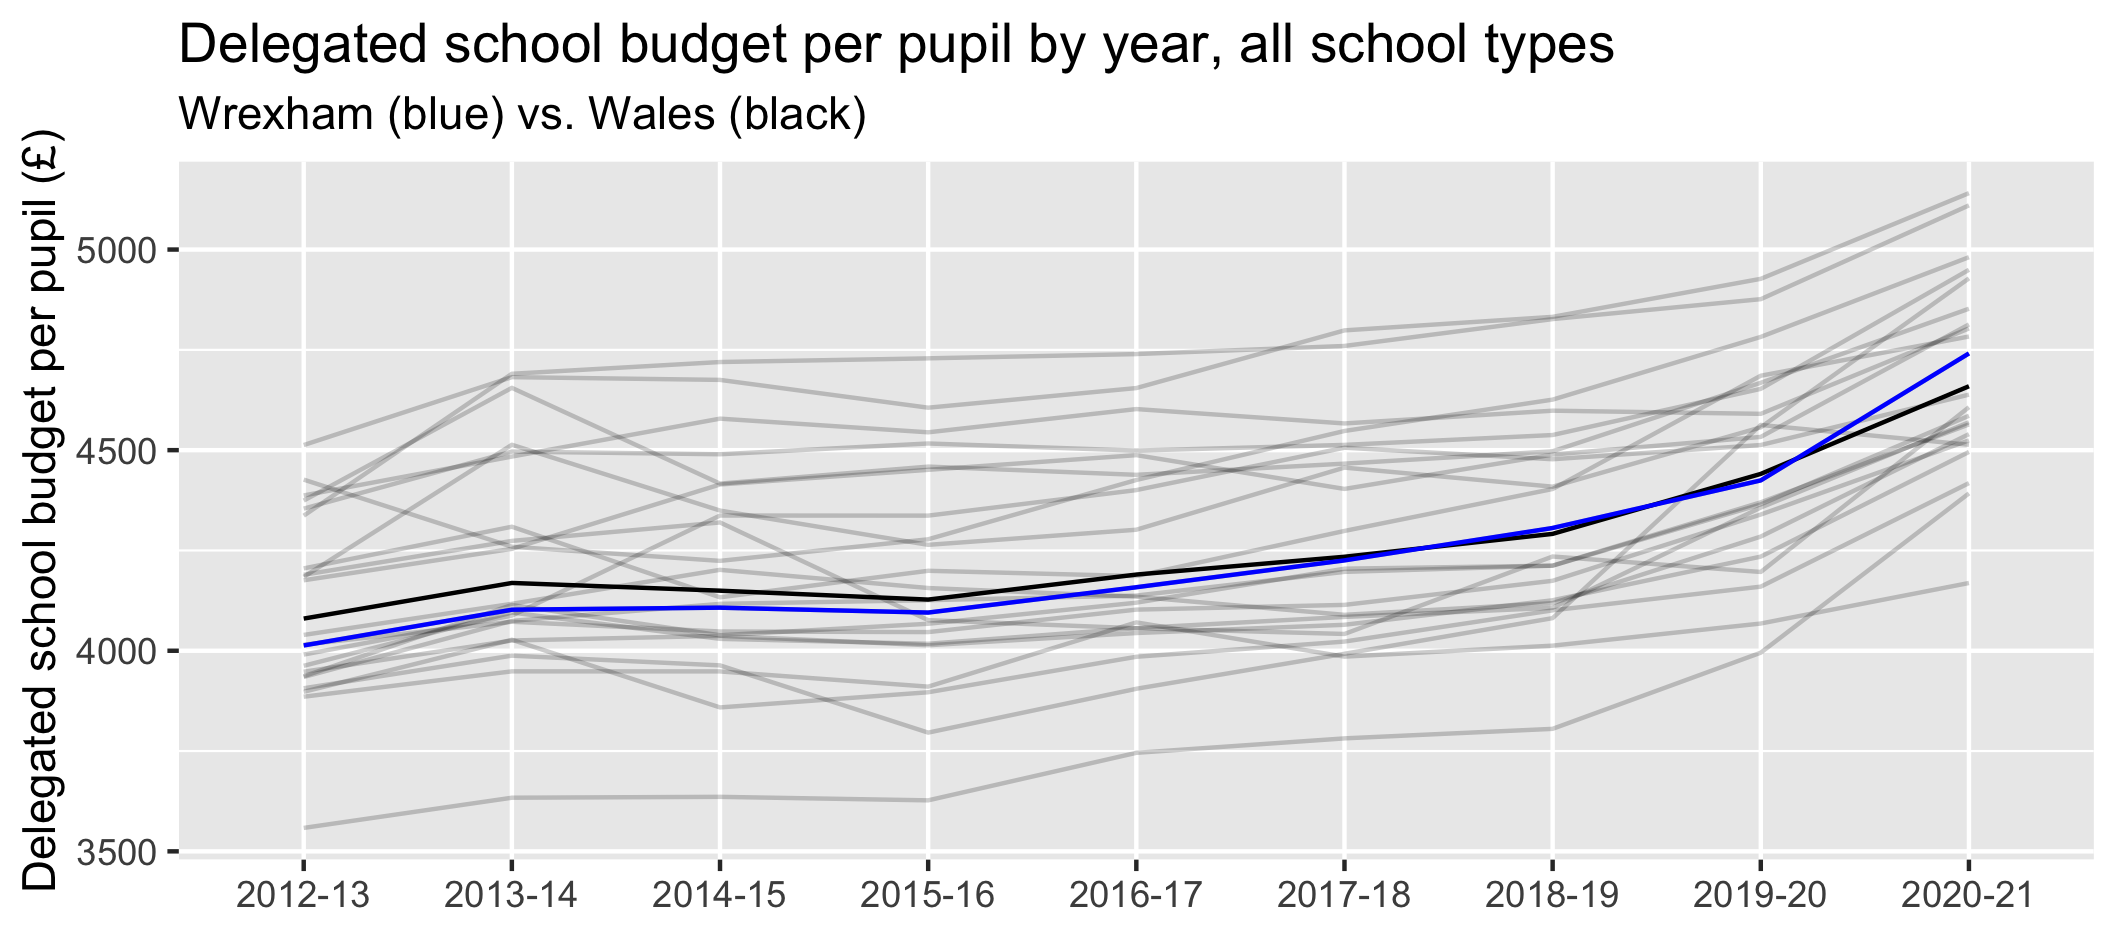 Delegated school budget per pupil by year, all school types
Wrexham (blue) vs. Wales (black)
Delegated school budget per pupil (£)
5000
4500
4000
3500
2012-13 2013-14 2014-15 2015-16 2016-17 2017-18 2018-19 2019-20 2020-21